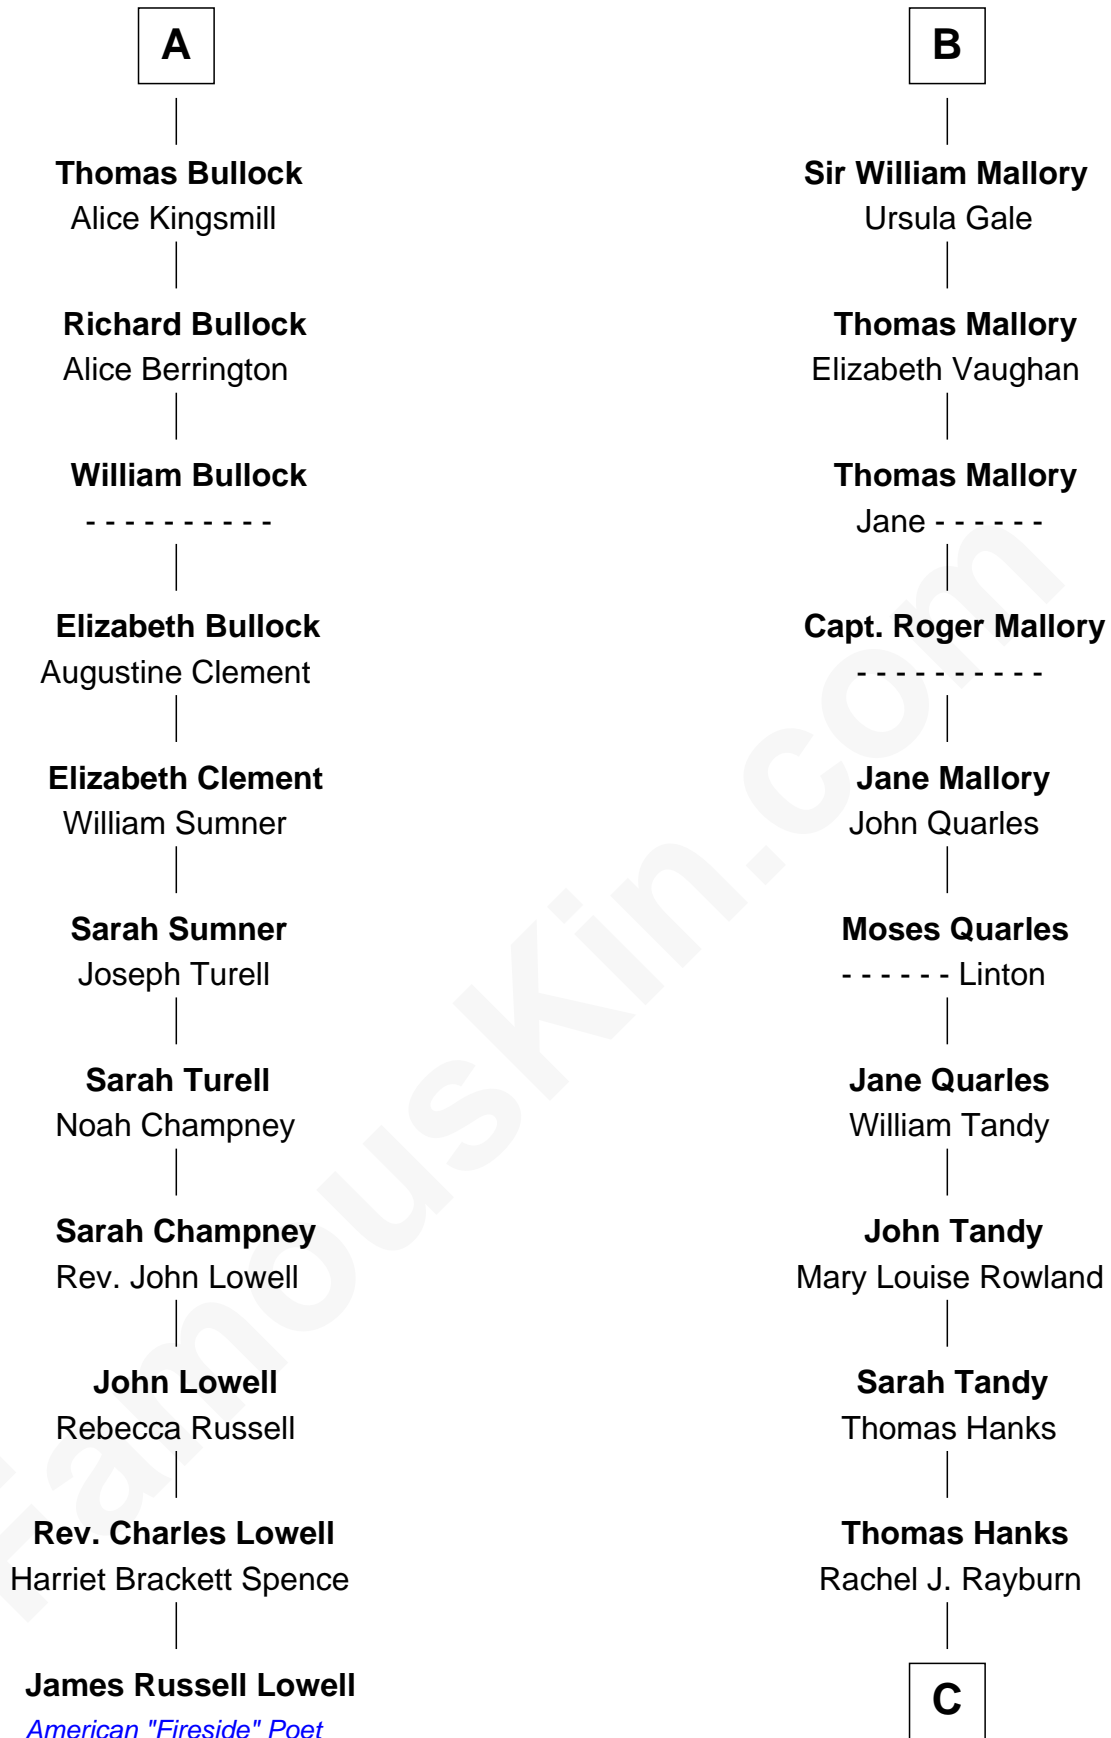 A
Thomas Bullock
Alice Kingsmill
Richard Bullock
Alice Berrington
William Bullock
- - - - - - - - - -
Elizabeth Bullock
Augustine Clement
Elizabeth Clement
William Sumner
Sarah Sumner
Joseph Turell
Sarah Turell
Noah Champney
Sarah Champney
Rev. John Lowell
John Lowell
Rebecca Russell
Rev. Charles Lowell
Harriet Brackett Spence
James Russell Lowell
American "Fireside" Poet
B
Sir William Mallory
Ursula Gale
Thomas Mallory
Elizabeth Vaughan
Thomas Mallory
Jane - - - - - -
Capt. Roger Mallory
- - - - - - - - - -
Jane Mallory
John Quarles
Moses Quarles
- - - - - - Linton
Jane Quarles
William Tandy
John Tandy
Mary Louise Rowland
Sarah Tandy
Thomas Hanks
Thomas Hanks
Rachel J. Rayburn
C
FamousKin.com